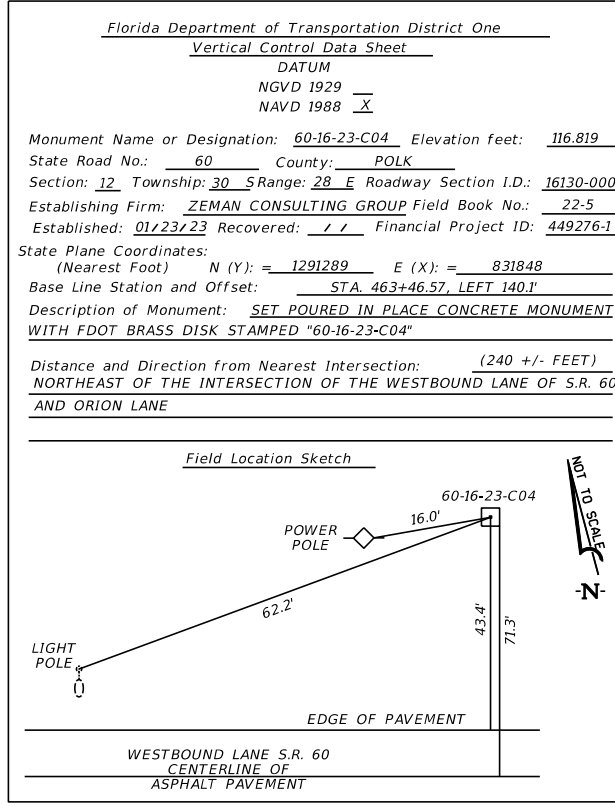 Florida Department of Transportation District One
Vertical Control Data Sheet
DATUM
NGVD 1929
NAVD 1988 X
Monument Name or Designation: 60-16-23-C04 Elevation feet: 116.819
State Road No.: 60 County: POLK
Section: 12 Township: 30 S Range: 28 E Roadway Section I.D.: 16130-000
Establishing Firm: ZEMAN CONSULTING GROUP Field Book No.: 22-5
Established: 01/23/23 Recovered: / / Financial Project ID: 449276-1
State Plane Coordinates:
(Nearest Foot) N (Y): = 1291289 E (X): = 831848
Base Line Station and Offset: STA. 463+46.57, LEFT 140.1'
Description of Monument: SET POURED IN PLACE CONCRETE MONUMENT
WITH FDOT BRASS DISK STAMPED "60-16-23-C04"
Distance and Direction from Nearest Intersection: (240 +/- FEET)
NORTHEAST OF THE INTERSECTION OF THE WESTBOUND LANE OF S.R. 60
AND ORION LANE
Field Location Sketch
NOT TO SCALE
-N-
60-16-23-C04
16.0'
POWER
POLE
62.2'
43.4'
71.3'
LIGHT
POLE
EDGE OF PAVEMENT
WESTBOUND LANE S.R. 60
CENTERLINE OF
ASPHALT PAVEMENT